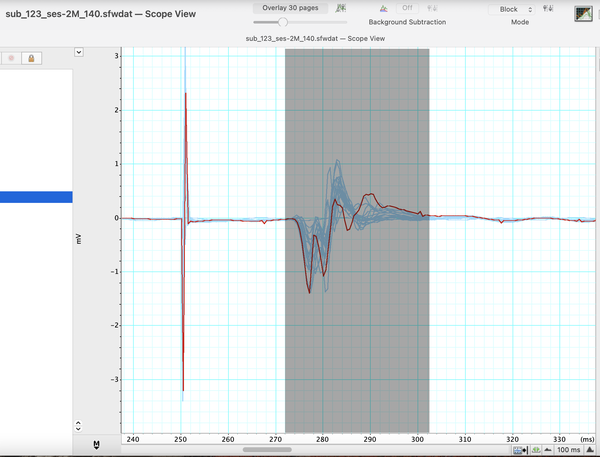 sub_123_ses-2M_140.sfwdat — Scope View
Overlay 30 pages
Off
Block
Background Subtraction
Mode
sub_123_ses-2M_140.sfwdat — Scope View
3
2
1
0
mV
-1
-2
-3
240 250 260 270 280 290 300 310 320 330 (ms)
100 ms